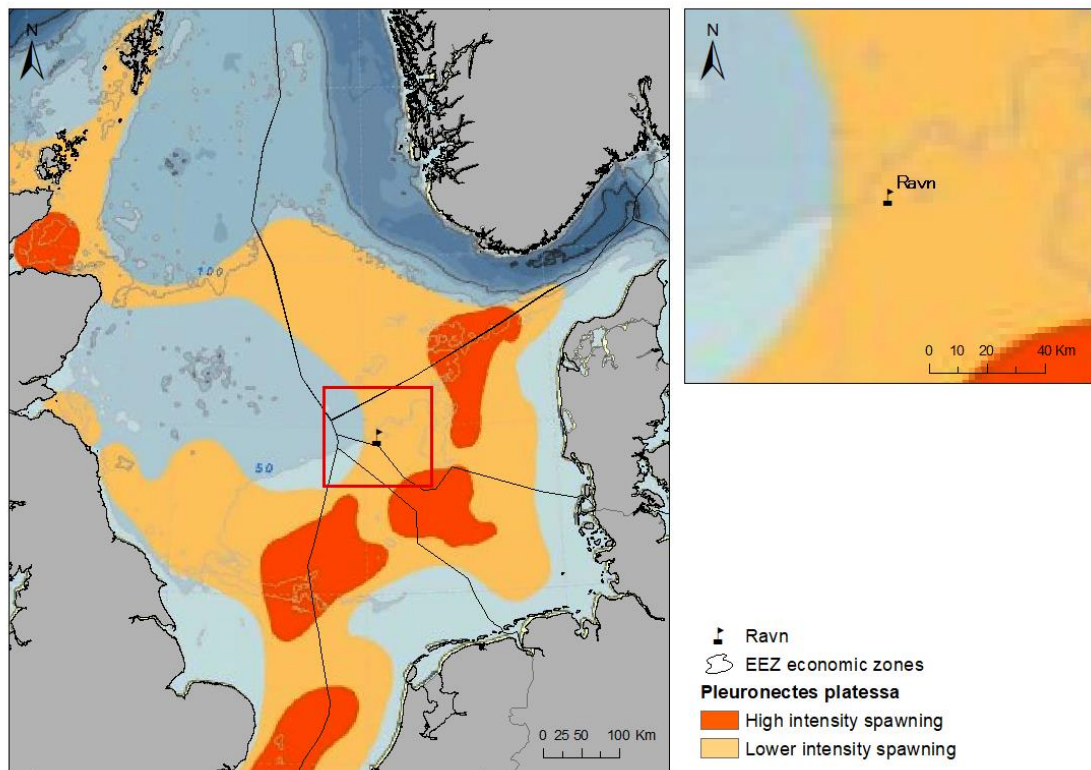 N
100
50
0 25 50 100 Km
N
Ravn
0 10 20 40 Km
Ravn
EEZ economic zones
Pleuronectes platessa
High intensity spawning
Lower intensity spawning